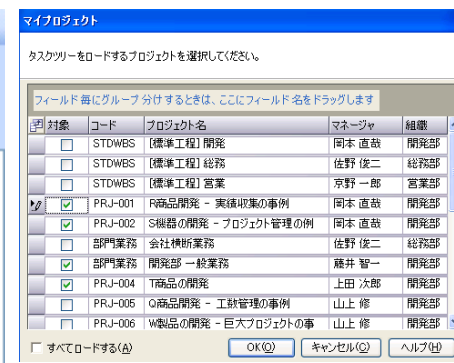 マイプロジェクト
タスクツリーをロードするプロジェクトを選択してください。
フィールド毎にグループ分けするときは、ここにフィールド名をドラッグします
対象 コード プロジェクト名 マネージャ 組織
STDWBS [標準工程] 開発 岡本 直哉 開発部
STDWBS [標準工程] 総務 佐野 俊二 総務部
STDWBS [標準工程] 営業 京野 一郎 営業部
PRJ-001 R商品開発 - 実績収集の事例 岡本 直哉 開発部
PRJ-002 S機器の開発 - プロジェクト管理の例 岡本 直哉 開発部
部門業務 会社横断業務 佐野 俊二 総務部
部門業務 開発部 一般業務 藤井 智一 開発部
PRJ-004 T商品の開発 上田 次郎 開発部
PRJ-005 Q商品開発 - 工数管理の事例 山上 修 開発部
PRJ-006 W製品の開発 - 巨大プロジェクトの事 山上 修 開発部
すべてロードする(A) OK(O) キャンセル(C) ヘルプ(H)